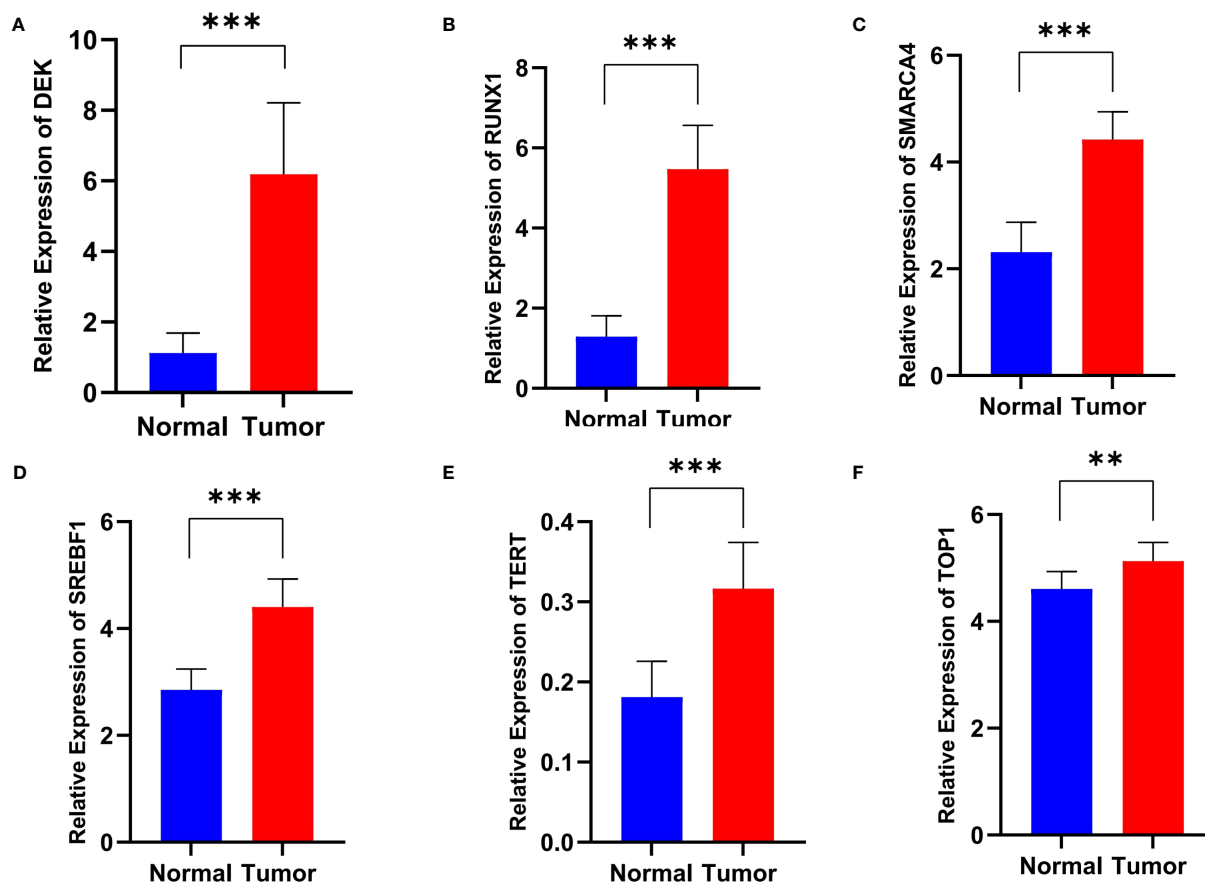 A
***
Relative Expression of DEK
10
8
6
4
2
0
Normal Tumor
B
***
Relative Expression of RUNX1
8
6
4
2
0
Normal Tumor
C
***
Relative Expression of SMARCA4
6
4
2
0
Normal Tumor
D
***
Relative Expression of SREBF1
6
4
2
0
Normal Tumor
E
***
Relative Expression of TERT
0.4
0.3
0.2
0.1
0.0
Normal Tumor
F
**
Relative Expression of TOP1
6
4
2
0
Normal Tumor